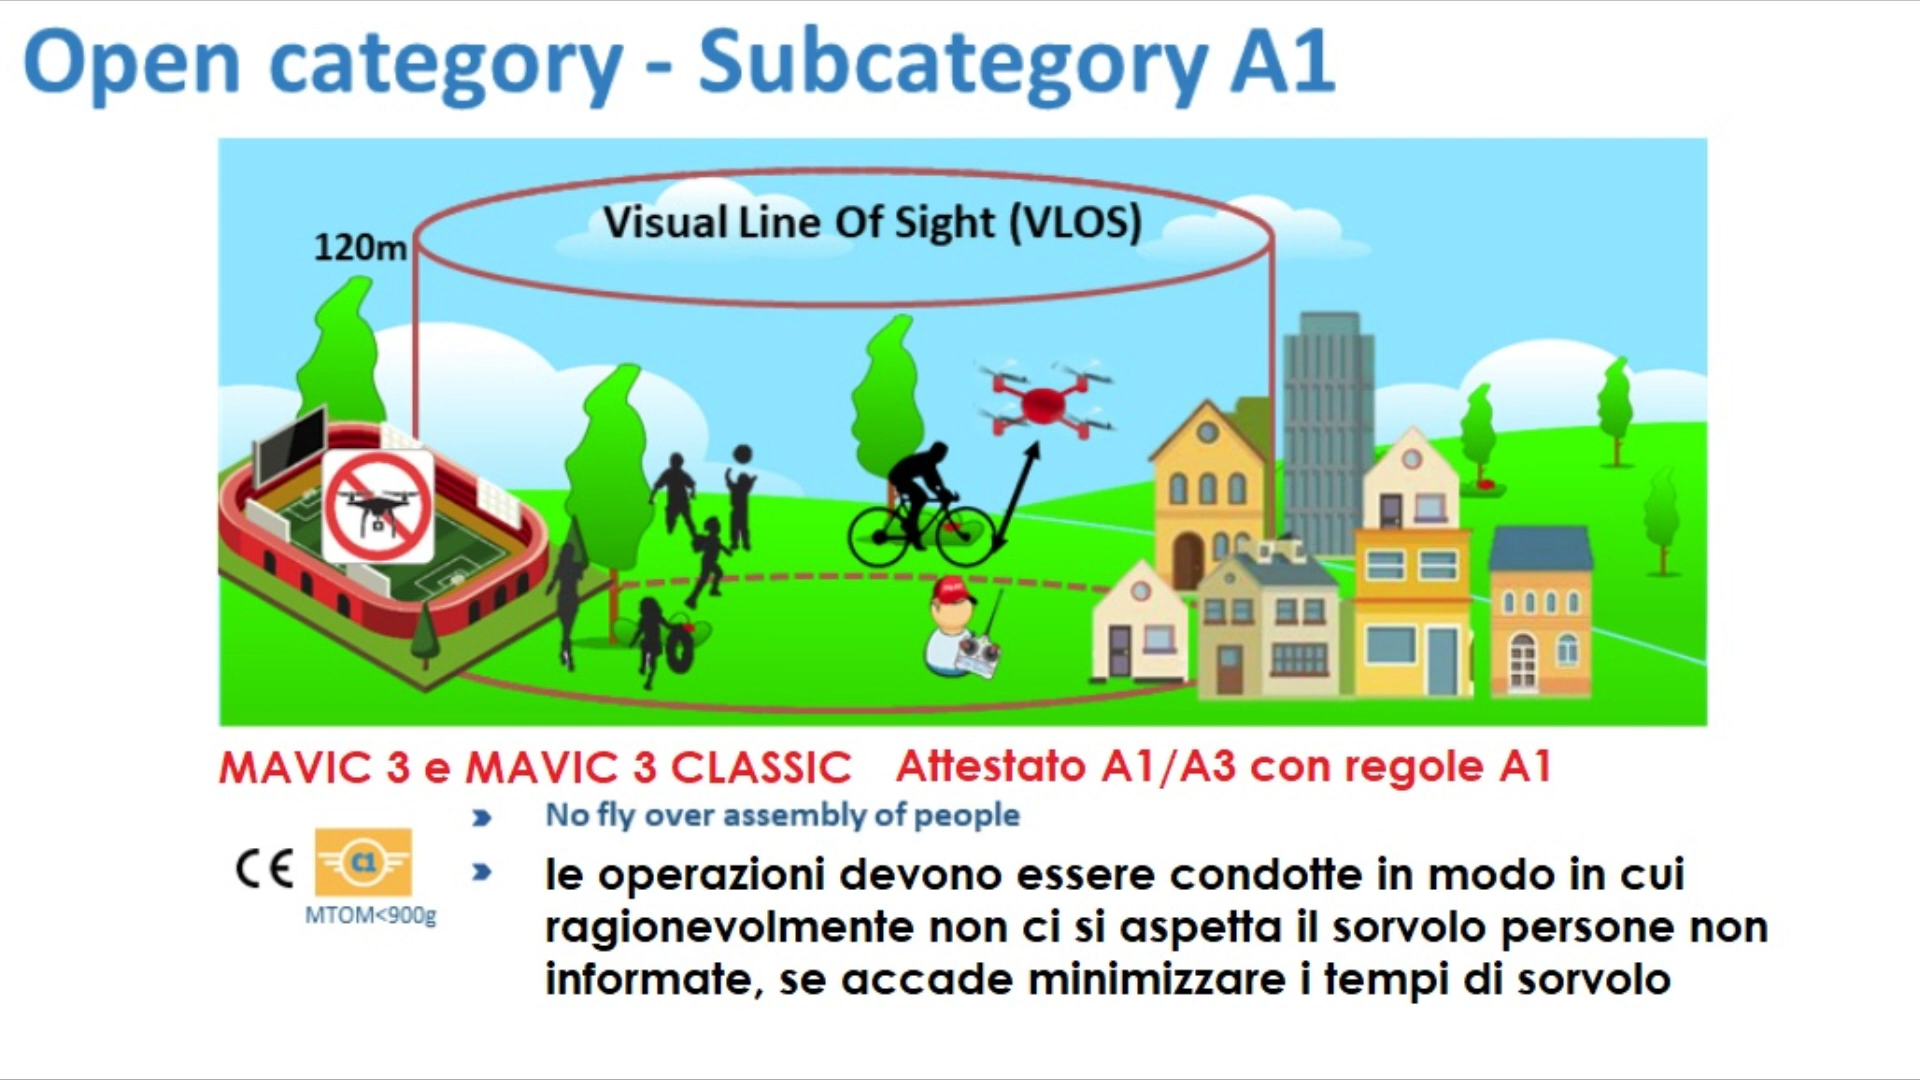 Open category - Subcategory A1
Visual Line Of Sight (VLOS)
120m
MAVIC 3 e MAVIC 3 CLASSIC Attestato A1/A3 con regole A1
No fly over assembly of people
CE C1
MTOM<900g
le operazioni devono essere condotte in modo in cui
ragionevolmente non ci si aspetta il sorvolo persone non
informate, se accade minimizzare i tempi di sorvolo